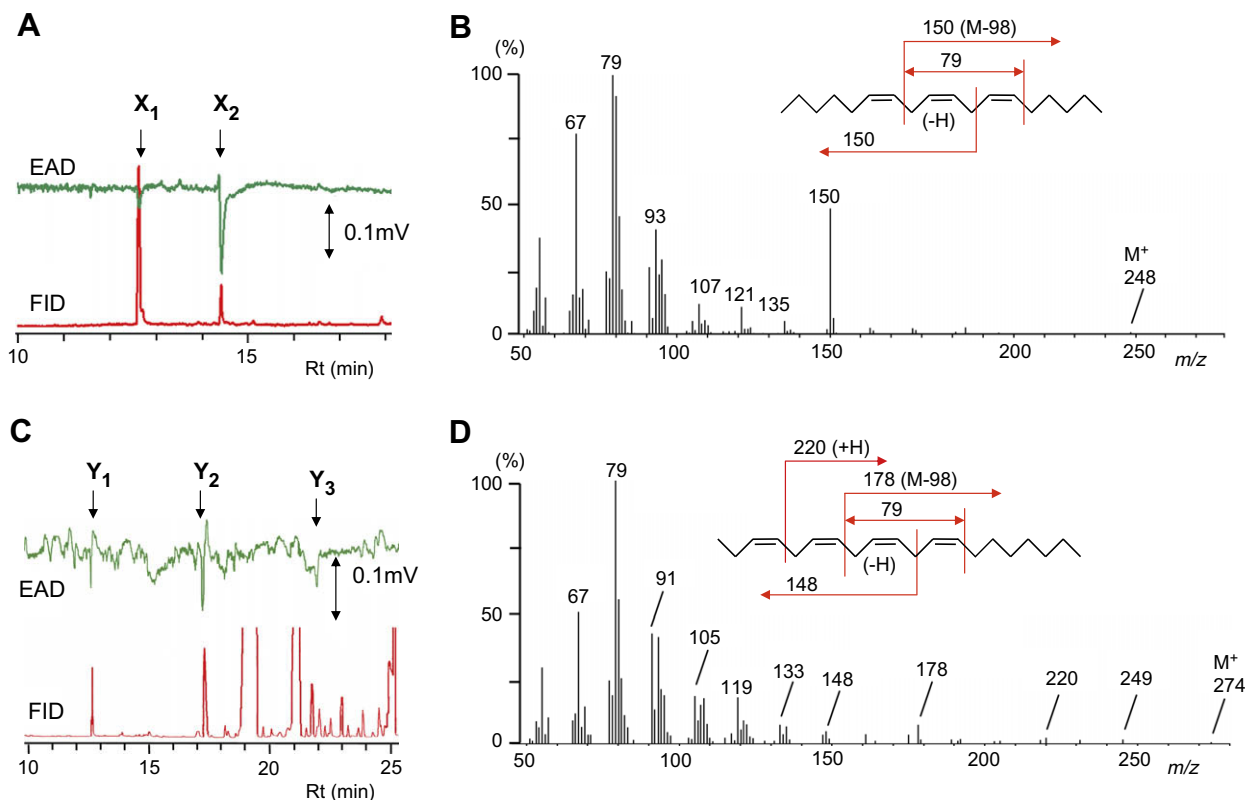 A
X1 X2
EAD
0.1mV
FID
10 15
Rt (min)
B
(%)
100
50
0
50 100 150 200 250 m/z
79
67
93
107
121
135
150
M+
248
150 (M-98)
79
(-H)
150
C
Y1 Y2 Y3
EAD
0.1mV
FID
10 15 20 25
Rt (min)
D
(%)
100
50
0
50 100 150 200 250 m/z
79
67
91
105
119
133
148
178
220
249
M+
274
220 (+H)
178 (M-98)
79
(-H)
148